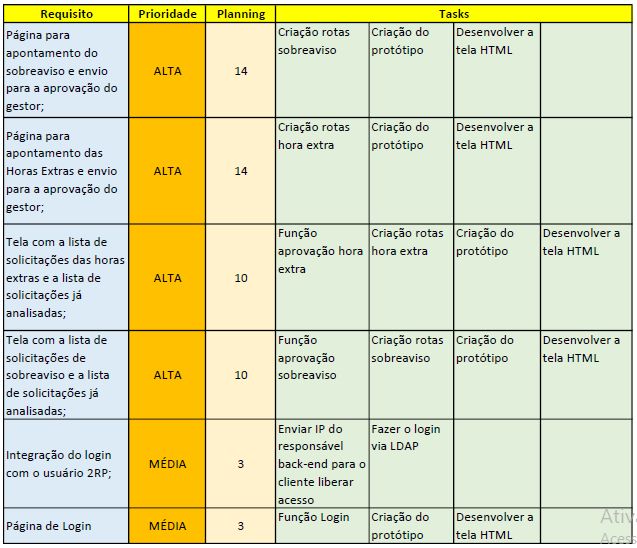 Requisito Prioridade Planning Tasks
Página para
apontamento do
sobreaviso e envio
para a aprovação do
gestor;
ALTA
14
Criação rotas
sobreaviso
Criação do
protótipo
Desenvolver a
tela HTML
Página para
apontamento das
Horas Extras e envio
para a aprovação do
gestor;
ALTA
14
Criação rotas
hora extra
Criação do
protótipo
Desenvolver a
tela HTML
Tela com a lista de
solicitações das horas
extras e a lista de
solicitações já
analisadas;
ALTA
10
Função
aprovação hora
extra
Criação rotas
hora extra
Criação do
protótipo
Desenvolver a
tela HTML
Tela com a lista de
solicitações de
sobreaviso e a lista
de solicitações já
analisadas;
ALTA
10
Função
aprovação
sobreaviso
Criação rotas
sobreaviso
Criação do
protótipo
Desenvolver a
tela HTML
Integração do login
com o usuário 2RP;
MÉDIA
3
Enviar IP do
responsável
back-end para o
cliente liberar
acesso
Fazer o login
via LDAP
Página de Login
MÉDIA
3
Função Login
Criação do
protótipo
Desenvolver a
tela HTML